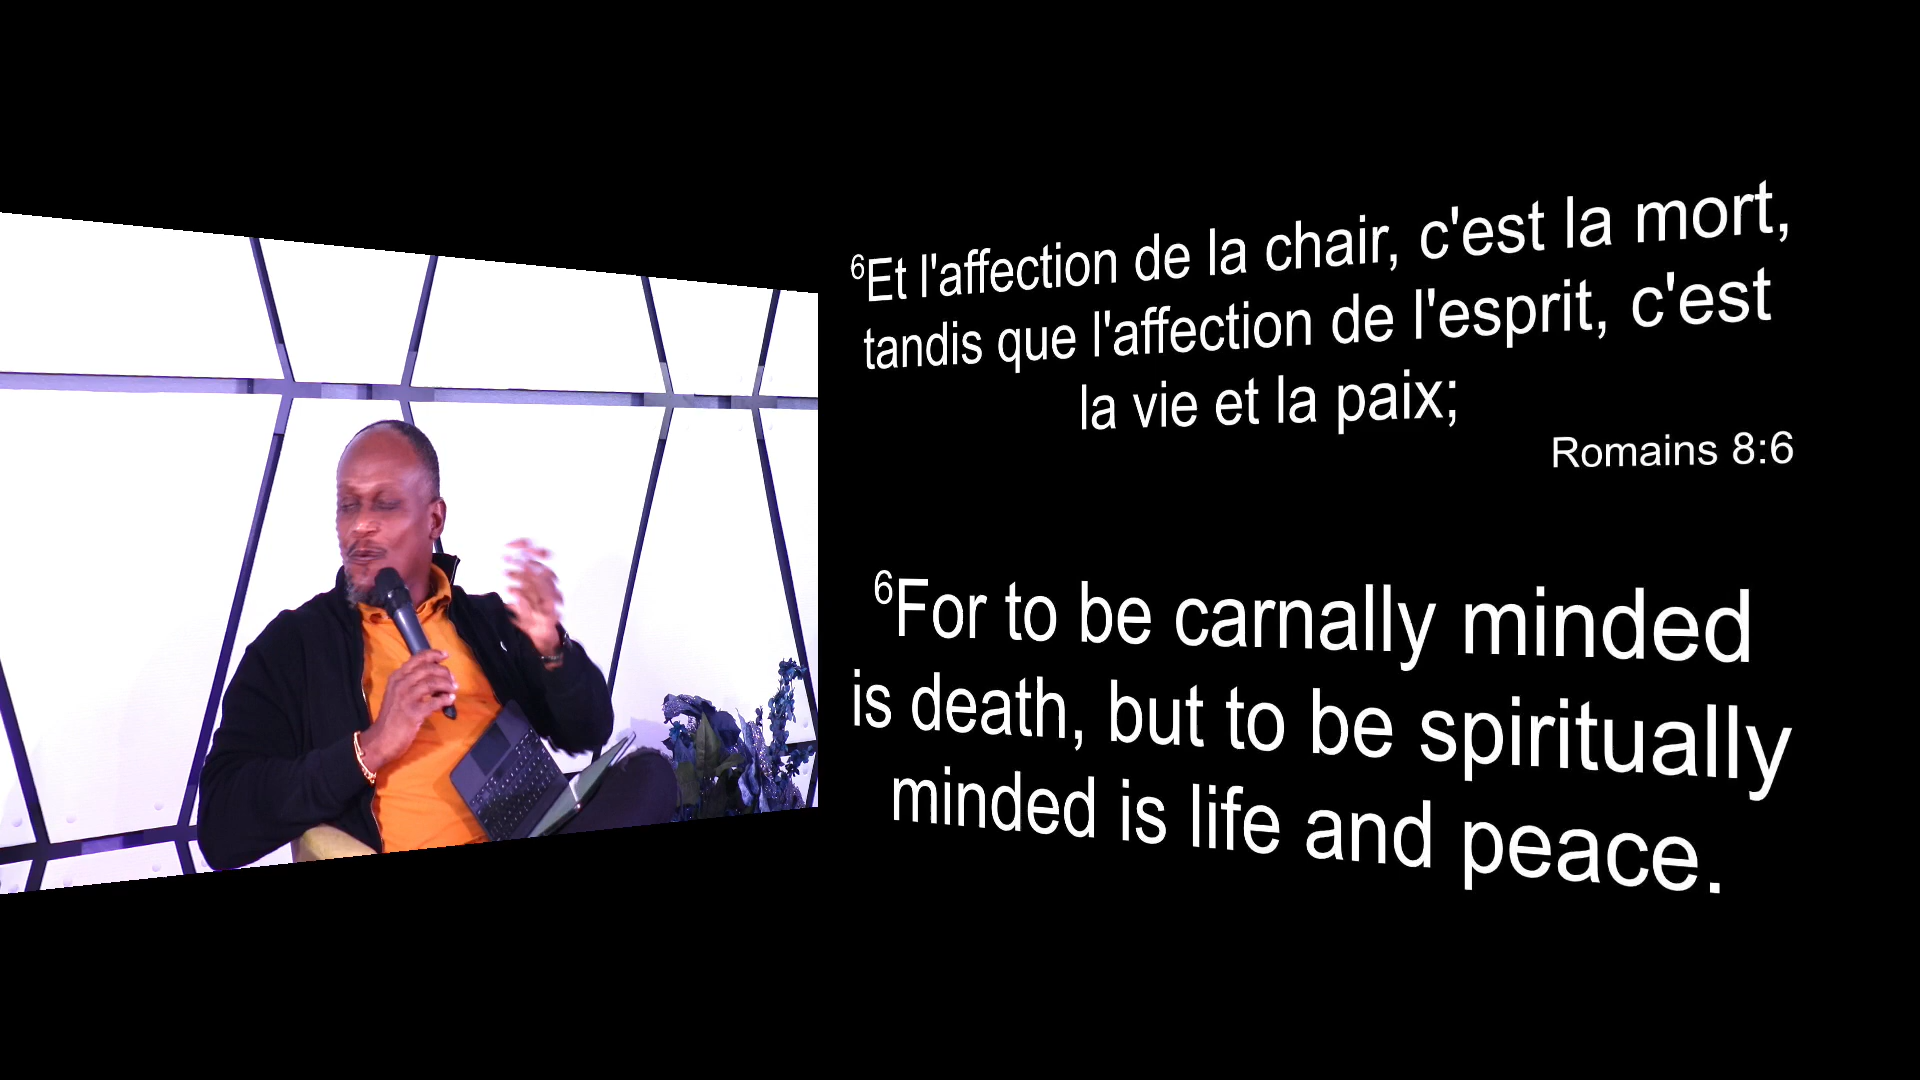 6Et l'affection de la chair, c'est la mort,
tandis que l'affection de l'esprit, c'est
la vie et la paix;
Romains 8:6
6For to be carnally minded
is death, but to be spiritually
minded is life and peace.